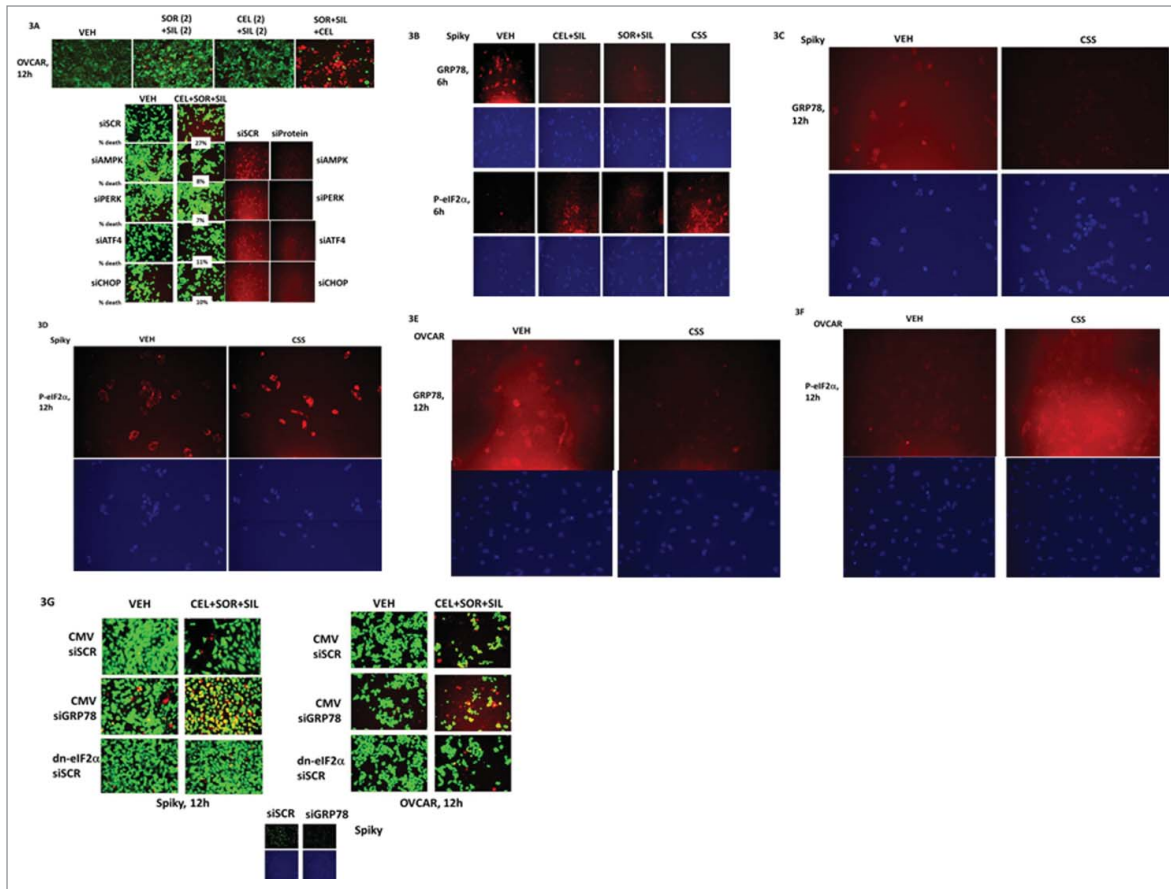 3A
VEH
SOR (2)
+SIL (2)
CEL (2)
+SIL (2)
SOR+SIL
+CEL
OVCAR,
12h
VEH
CEL+SOR+SIL
siSCR
% death
27%
siSCR
siProtein
siAMPK
siAMPK
% death
8%
siPERK
siPERK
% death
7%
siATF4
siATF4
% death
11%
siCHOP
siCHOP
% death
10%
3B
Spiky
VEH
CEL+SIL
SOR+SIL
CSS
GRP78,
6h
P-eIF2α,
6h
3C
Spiky
VEH
CSS
GRP78,
12h
3D
Spiky
VEH
CSS
P-eIF2α,
12h
3E
OVCAR
VEH
CSS
GRP78,
12h
3F
OVCAR
VEH
CSS
P-eIF2α,
12h
3G
VEH
CEL+SOR+SIL
CMV
siSCR
CMV
siGRP78
dn-eIF2α
siSCR
Spiky, 12h
VEH
CEL+SOR+SIL
CMV
siSCR
CMV
siGRP78
dn-eIF2α
siSCR
OVCAR, 12h
siSCR
siGRP78
Spiky